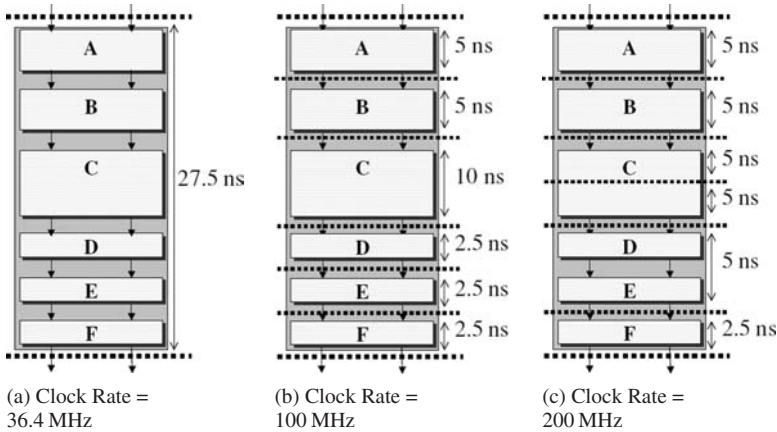 A
B
C
D
E
F
27.5 ns
(a) Clock Rate =
36.4 MHz
A
B
C
D
E
F
5 ns
5 ns
10 ns
2.5 ns
2.5 ns
2.5 ns
(b) Clock Rate =
100 MHz
A
B
C
D
E
F
5 ns
5 ns
5 ns
5 ns
5 ns
2.5 ns
(c) Clock Rate =
200 MHz